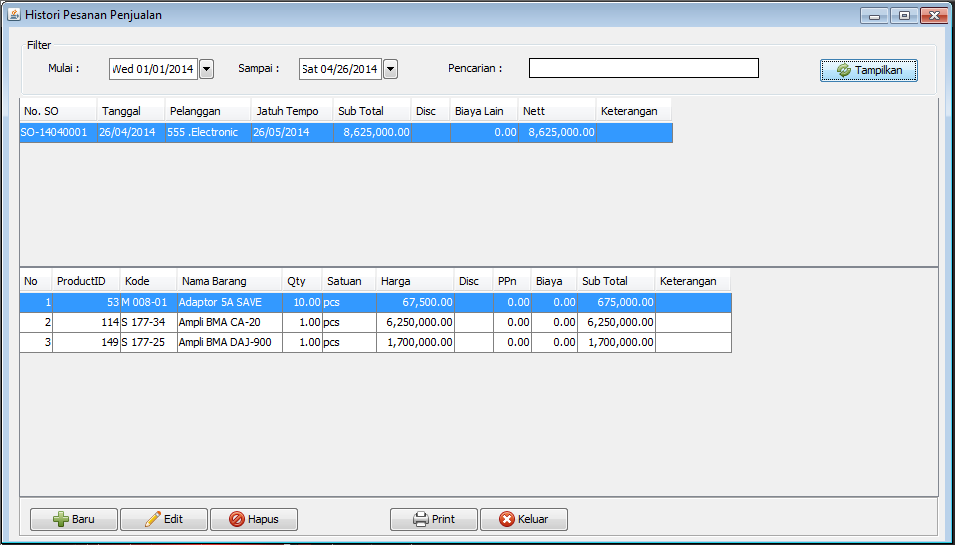 Histori Pesanan Penjualan
Filter
Mulai : Wed 01/01/2014 Sampai : Sat 04/26/2014 Pencarian : Tampilkan
No. SO Tanggal Pelanggan Jatuh Tempo Sub Total Disc Biaya Lain Nett Keterangan
SO-14040001 26/04/2014 555 .Electronic 26/05/2014 8,625,000.00 0.00 8,625,000.00
No ProductID Kode Nama Barang Qty Satuan Harga Disc PPn Biaya Sub Total Keterangan
1 53 M 008-01 Adaptor 5A SAVE 10.00 pcs 67,500.00 0.00 0.00 675,000.00
2 114 S 177-34 Ampli BMA CA-20 1.00 pcs 6,250,000.00 0.00 0.00 6,250,000.00
3 149 S 177-25 Ampli BMA DAJ-900 1.00 pcs 1,700,000.00 0.00 0.00 1,700,000.00
Baru Edit Hapus Print Keluar